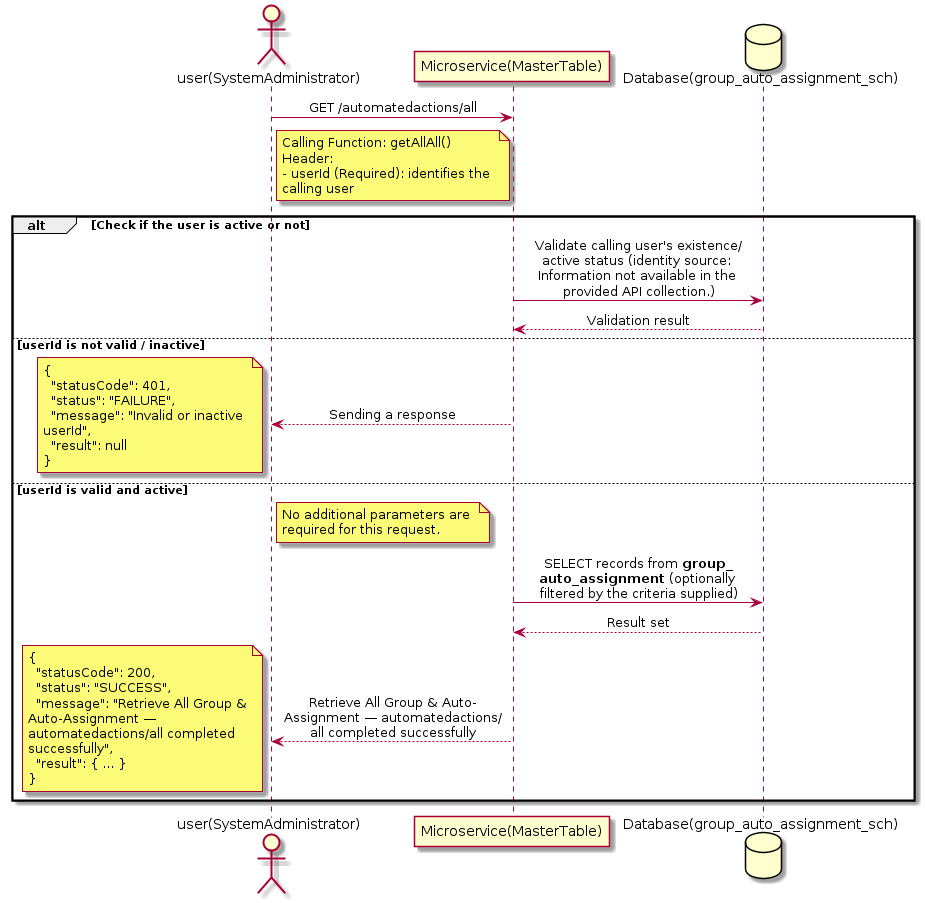 user(SystemAdministrator)
Microservice(MasterTable)
Database(group_auto_assignment_sch)
GET /automatedactions/all
Calling Function: getAllAll()
Header:
- userId (Required): identifies the
calling user
alt
[Check if the user is active or not]
Validate calling user's existence/
active status (identity source:
Information not available in the
provided API collection.)
Validation result
[userId is not valid / inactive]
{
"statusCode": 401,
"status": "FAILURE",
"message": "Invalid or inactive
userId",
"result": null
}
Sending a response
[userId is valid and active]
No additional parameters are
required for this request.
SELECT records from group_
auto_assignment (optionally
filtered by the criteria supplied)
Result set
{
"statusCode": 200,
"status": "SUCCESS",
"message": "Retrieve All Group &
Auto-Assignment —
automatedactions/all completed
successfully",
"result": { ... }
}
Retrieve All Group & Auto-
Assignment — automatedactions/
all completed successfully
user(SystemAdministrator)
Microservice(MasterTable)
Database(group_auto_assignment_sch)